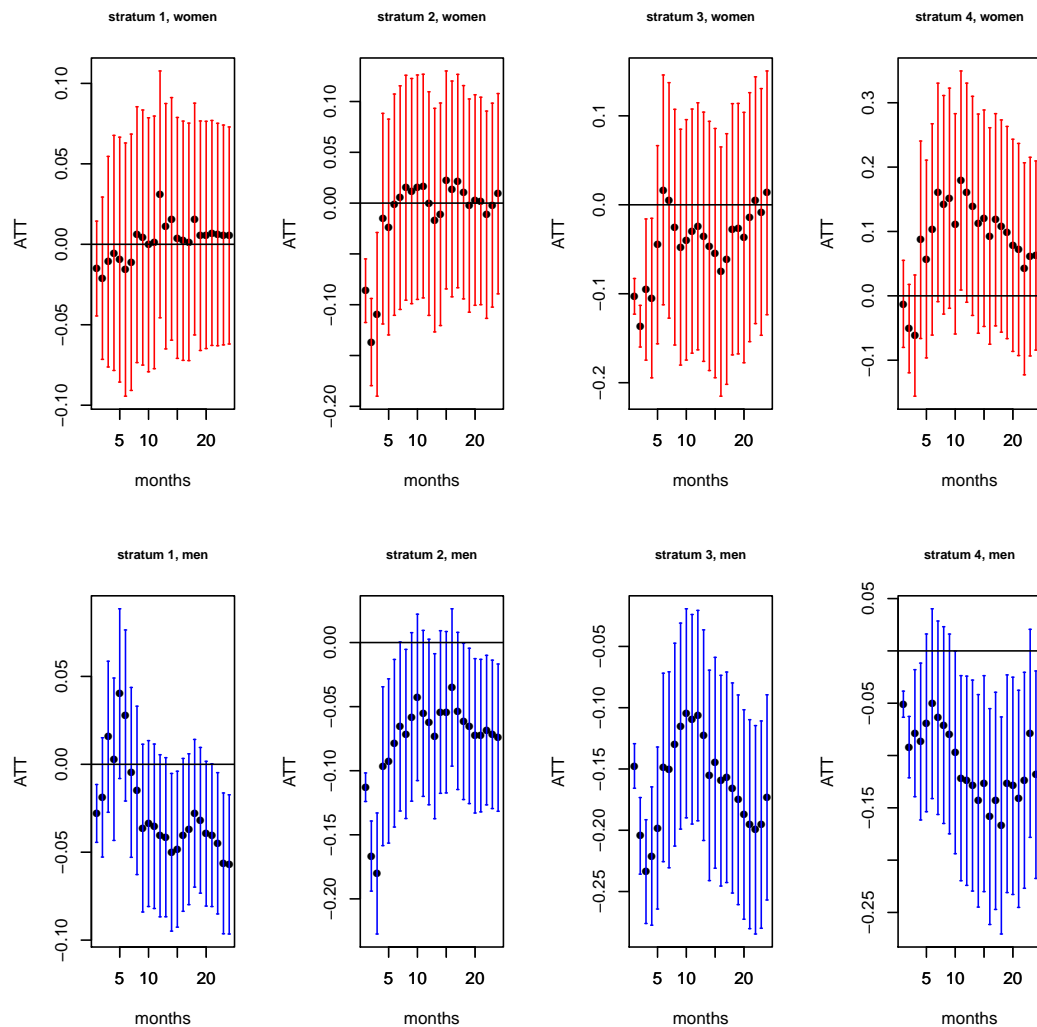 stratum 1, women
stratum 2, women
stratum 3, women
stratum 4, women
ATT
0.10
0.05
0.00
−0.05
−0.10
5 10 20
months
ATT
0.10
0.05
0.00
−0.10
−0.20
5 10 20
months
ATT
0.1
0.0
−0.1
−0.2
5 10 20
months
ATT
0.3
0.2
0.1
0.0
−0.1
5 10 20
months
stratum 1, men
stratum 2, men
stratum 3, men
stratum 4, men
ATT
0.05
0.00
−0.05
−0.10
5 10 20
months
ATT
0.00
−0.05
−0.10
−0.15
−0.20
5 10 20
months
ATT
−0.05
−0.10
−0.15
−0.20
−0.25
5 10 20
months
ATT
0.05
−0.05
−0.15
−0.25
5 10 20
months